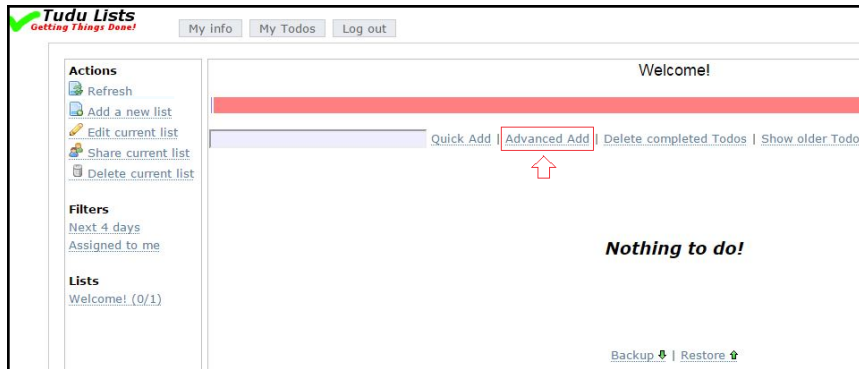 Tudu Lists
Getting Things Done!
My info My Todos Log out
Actions
Refresh
Add a new list
Edit current list
Share current list
Delete current list
Filters
Next 4 days
Assigned to me
Lists
Welcome! (0/1)
Welcome!
Quick Add | Advanced Add | Delete completed Todos | Show older Todo
Nothing to do!
Backup | Restore